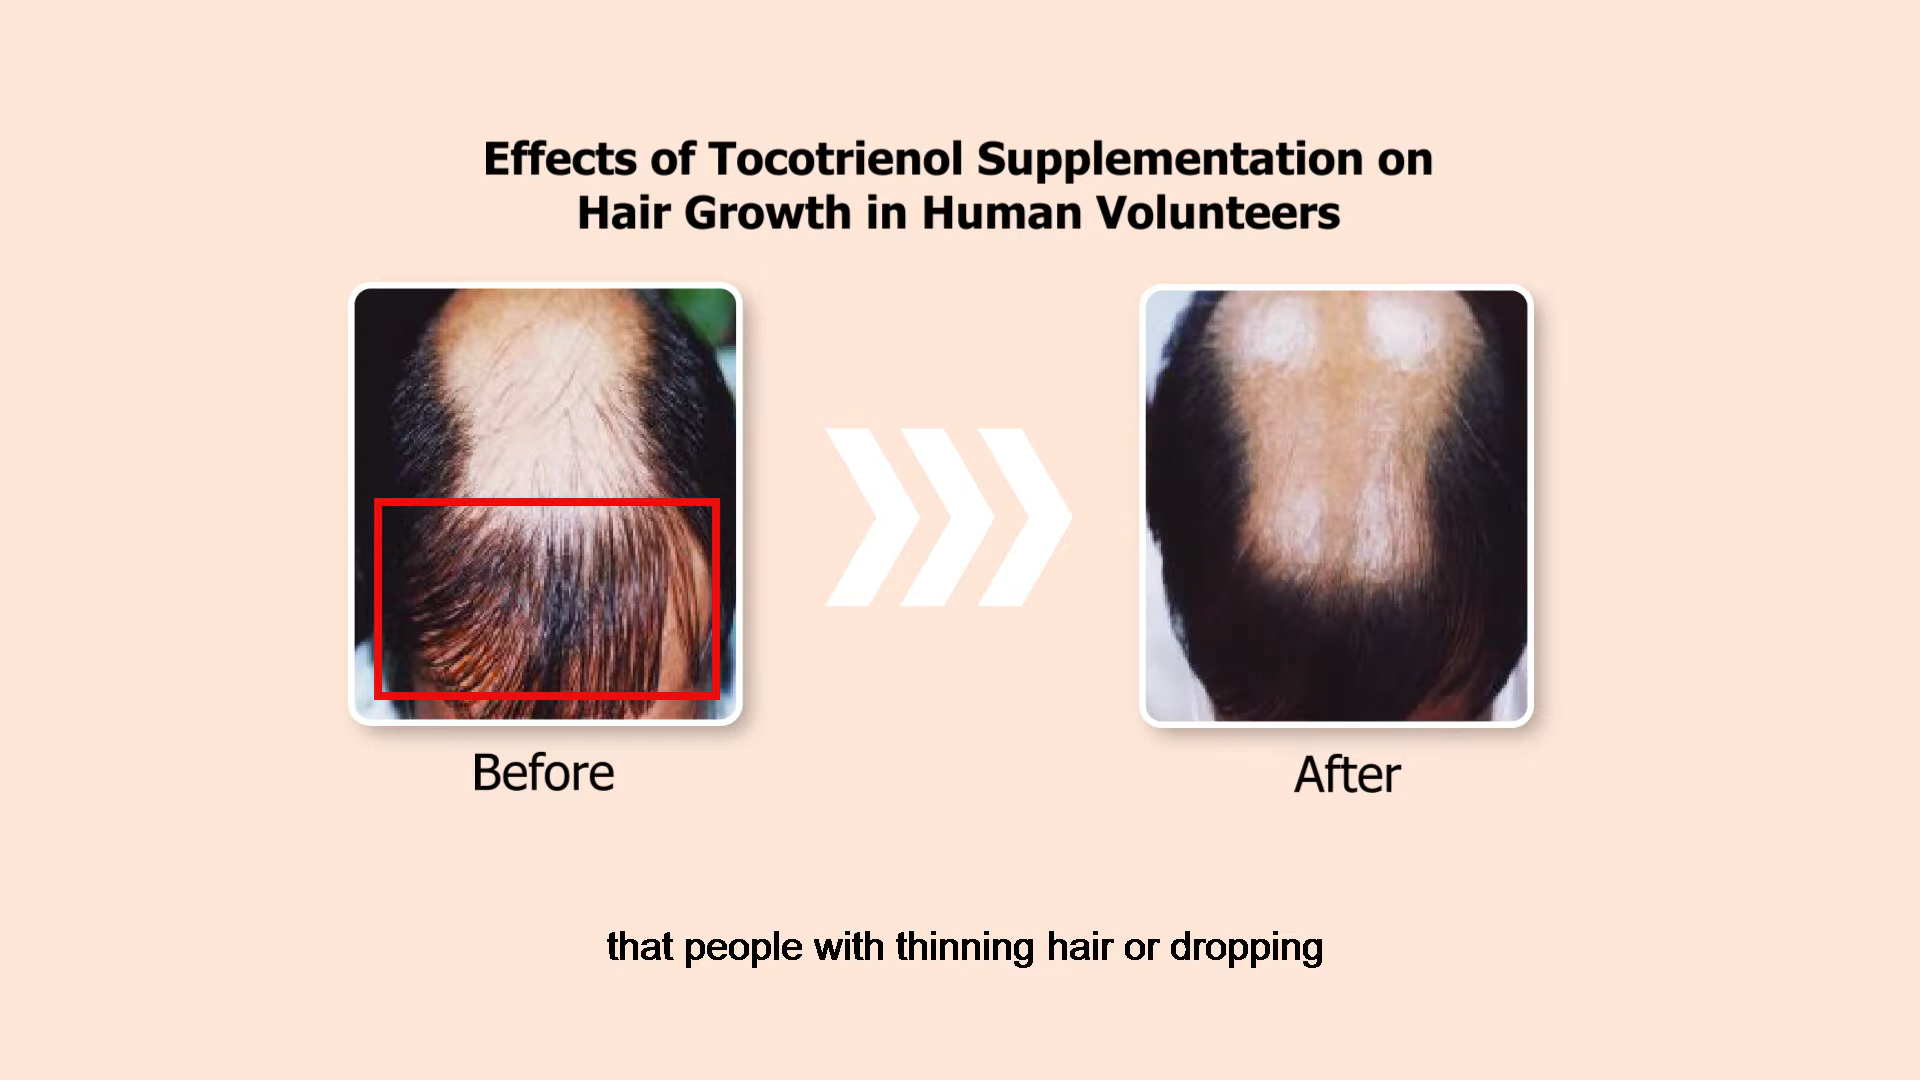 Effects of Tocotrienol Supplementation on
Hair Growth in Human Volunteers
Before
After
that people with thinning hair or dropping